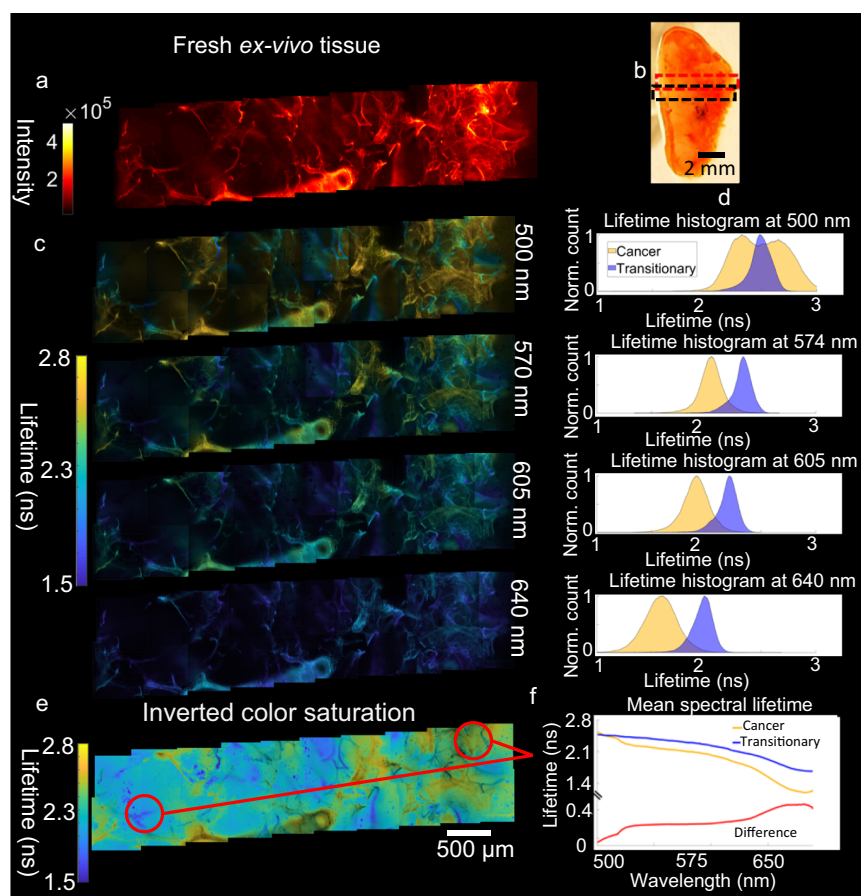 Fresh ex-vivo tissue
a
×10⁵
4
2
Intensity
b
2 mm
c
500 nm
570 nm
605 nm
640 nm
2.8
2.3
1.5
Lifetime (ns)
d
Lifetime histogram at 500 nm
Cancer
Transitionary
1
0
Norm. count
1 2 3
Lifetime (ns)
Lifetime histogram at 574 nm
1
0
Norm. count
1 2 3
Lifetime (ns)
Lifetime histogram at 605 nm
1
0
Norm. count
1 2 3
Lifetime (ns)
Lifetime histogram at 640 nm
1
0
Norm. count
1 2 3
Lifetime (ns)
e
Inverted color saturation
2.8
2.3
1.5
Lifetime (ns)
500 µm
f
Mean spectral lifetime
Cancer
Transitionary
2.8
2.1
1.4
0.4
0
Lifetime (ns)
Difference
500 575 650
Wavelength (nm)